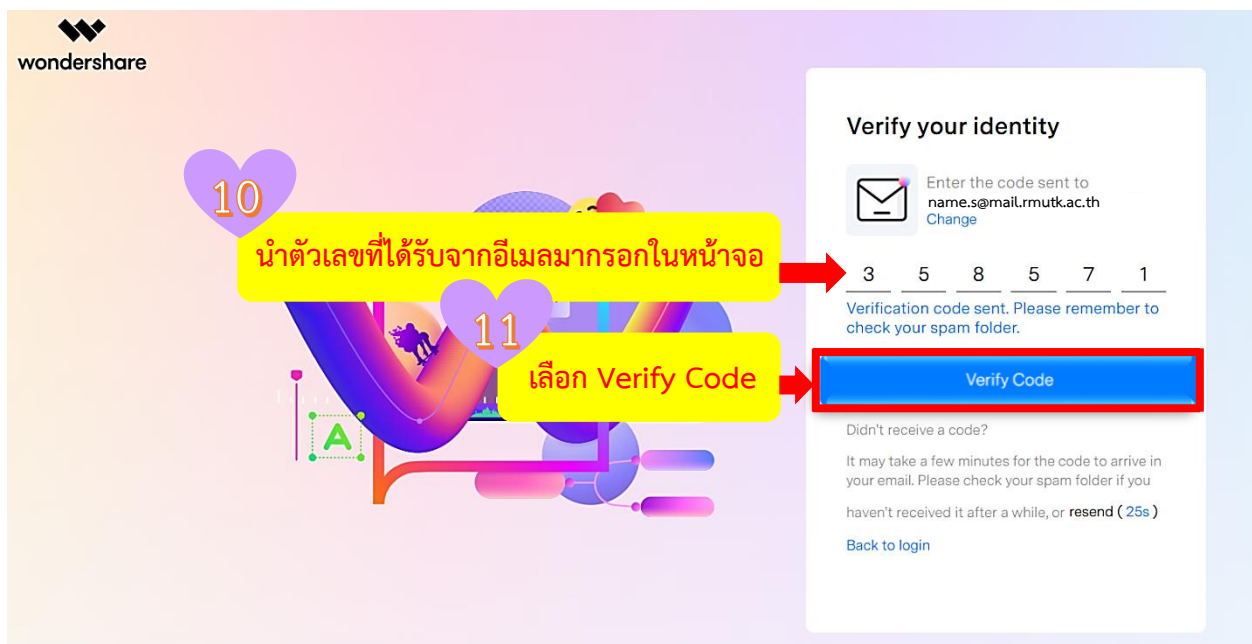 wondershare
Verify your identity
Enter the code sent to
name.s@mail.rmutk.ac.th
Change
10
นำตัวเลขที่ได้รับจากอีเมลมากรอกในหน้าจอ
3 5 8 5 7 1
Verification code sent. Please remember to
check your spam folder.
11
เลือก Verify Code
Verify Code
A
Didn't receive a code?
It may take a few minutes for the code to arrive in
your email. Please check your spam folder if you
haven't received it after a while, or resend ( 25s )
Back to login